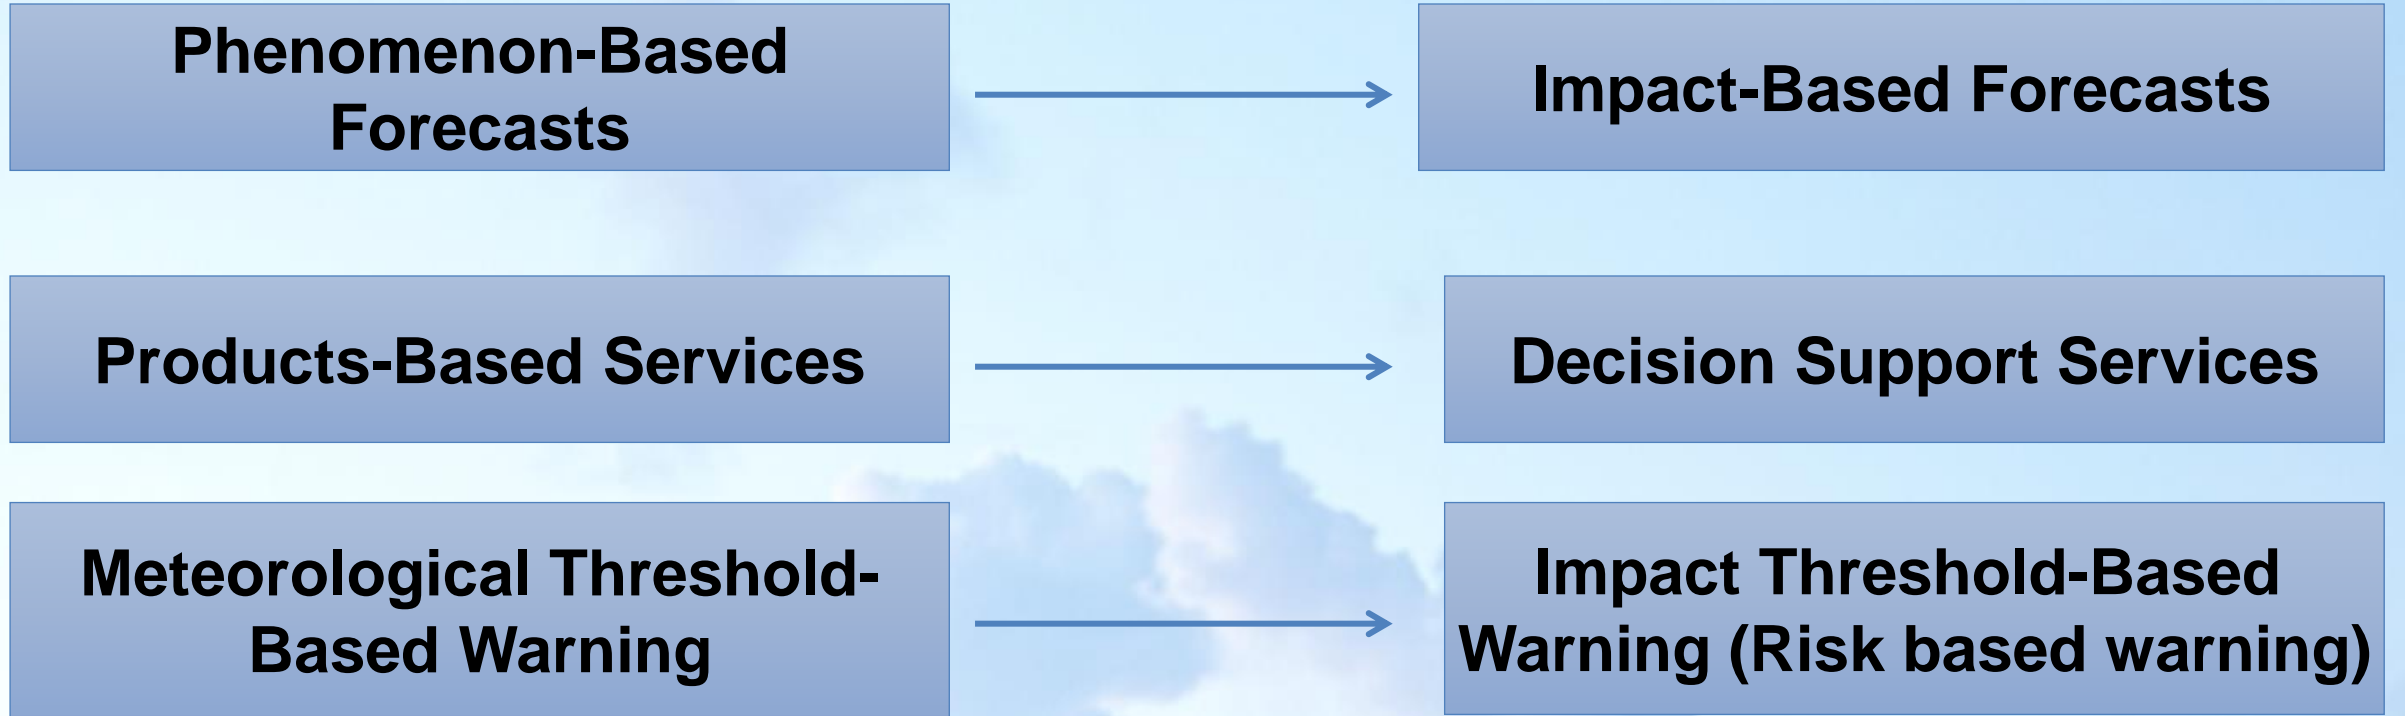 Phenomenon-Based
Forecasts
Impact-Based Forecasts
Products-Based Services
Decision Support Services
Meteorological Threshold-
Based Warning
Impact Threshold-Based
Warning (Risk based warning)